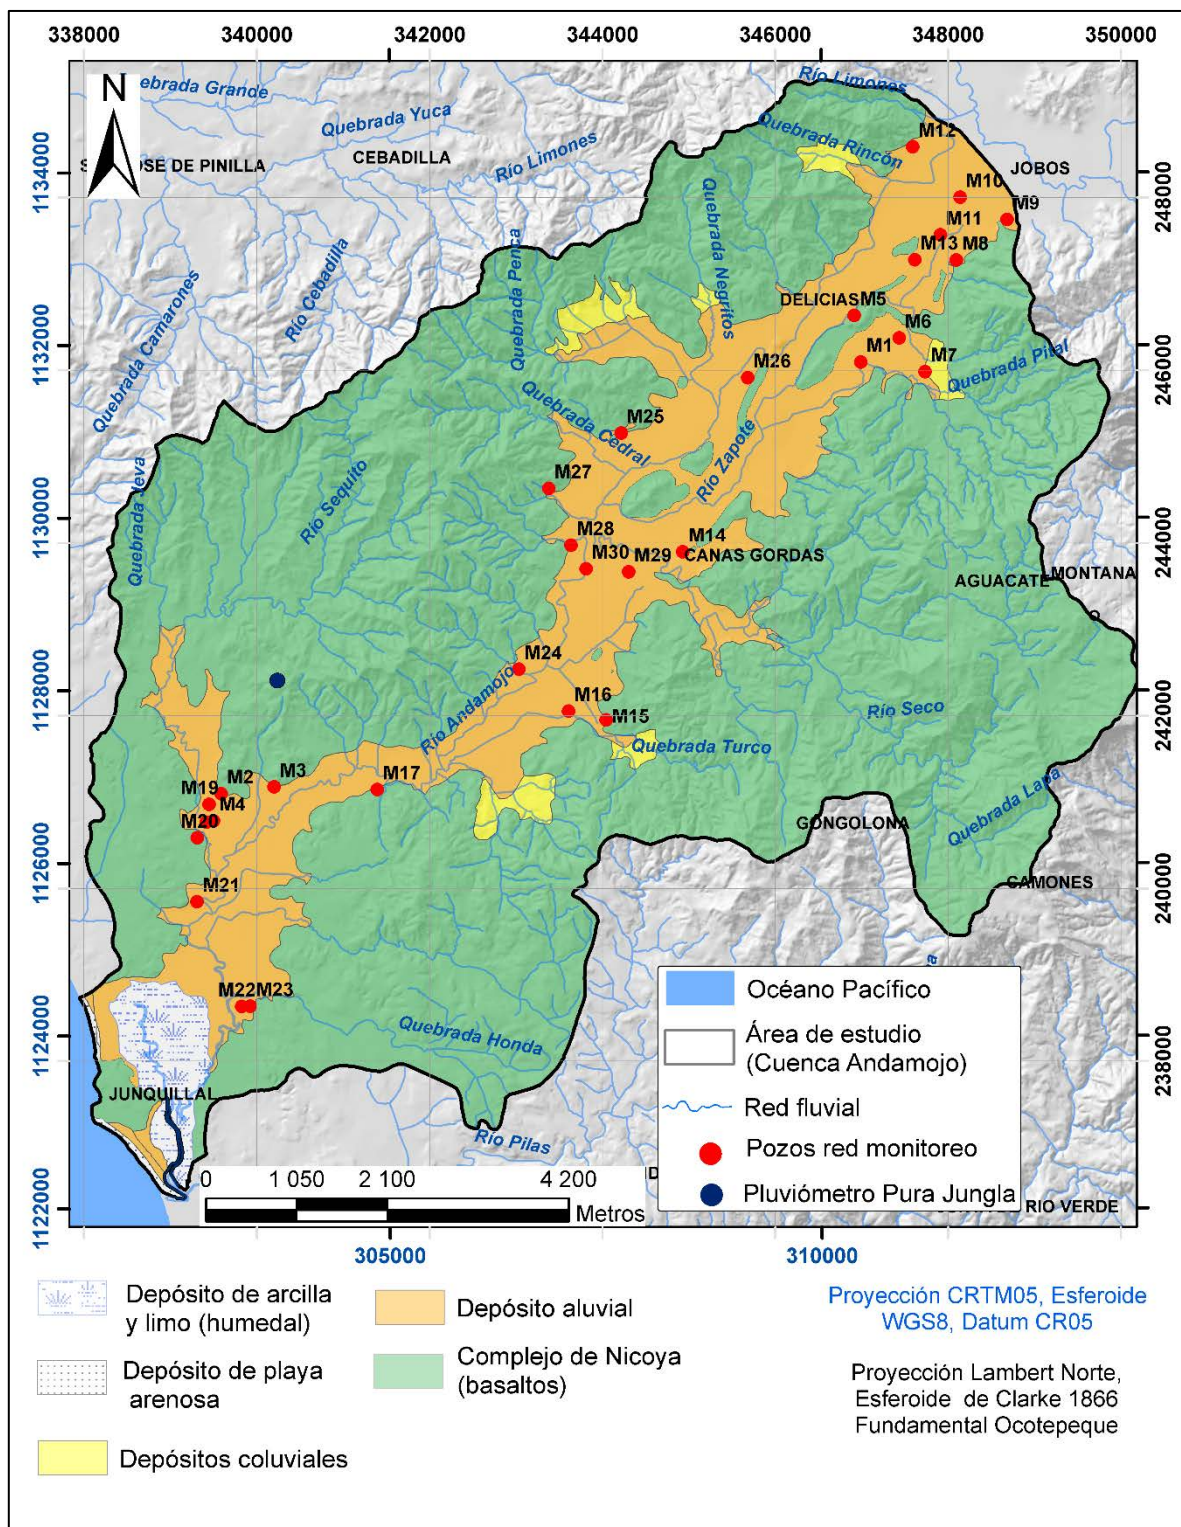 338000 340000 342000 344000 346000 348000 350000
N
ebrada Grande
Quebrada Yuca
CEBADILLA
Río Limones
Río Limones
Quebrada Rincón
JOSE DE PINILLA
M12
JOBOS
M10
M9
M11
M13 M8
1134000
1132000
1130000
1128000
1126000
1124000
1122000
248000
246000
244000
242000
240000
238000
Quebrada Camarones
Río Cebadilla
Quebrada Penca
Quebrada Negritos
DELICIAS
M5
M6
M1
M7
Quebrada Pital
M26
M25
Quebrada Cedral
Río Zapote
M27
Quebrada Jeva
Río Sequito
M28
M30
M29
M14
CANAS GORDAS
AGUACATE
MONTANA
O
M24
Río Andamojo
M16
M15
Río Seco
Quebrada Turco
M17
M3
M2
M19
M4
M20
M21
GONGOLONA
Quebrada Lapa
CAMONES
M22 M23
Quebrada Honda
JUNQUILLAL
Río Pilas
RIO VERDE
0 1 050 2 100 4 200
Metros
Océano Pacífico
Área de estudio
(Cuenca Andamojo)
Red fluvial
Pozos red monitoreo
Pluviómetro Pura Jungla
305000 310000
Depósito de arcilla
y limo (humedal)
Depósito de playa
arenosa
Depósitos coluviales
Depósito aluvial
Complejo de Nicoya
(basaltos)
Proyección CRTM05, Esferoide
WGS8, Datum CR05
Proyección Lambert Norte,
Esferoide de Clarke 1866
Fundamental Ocotepeque